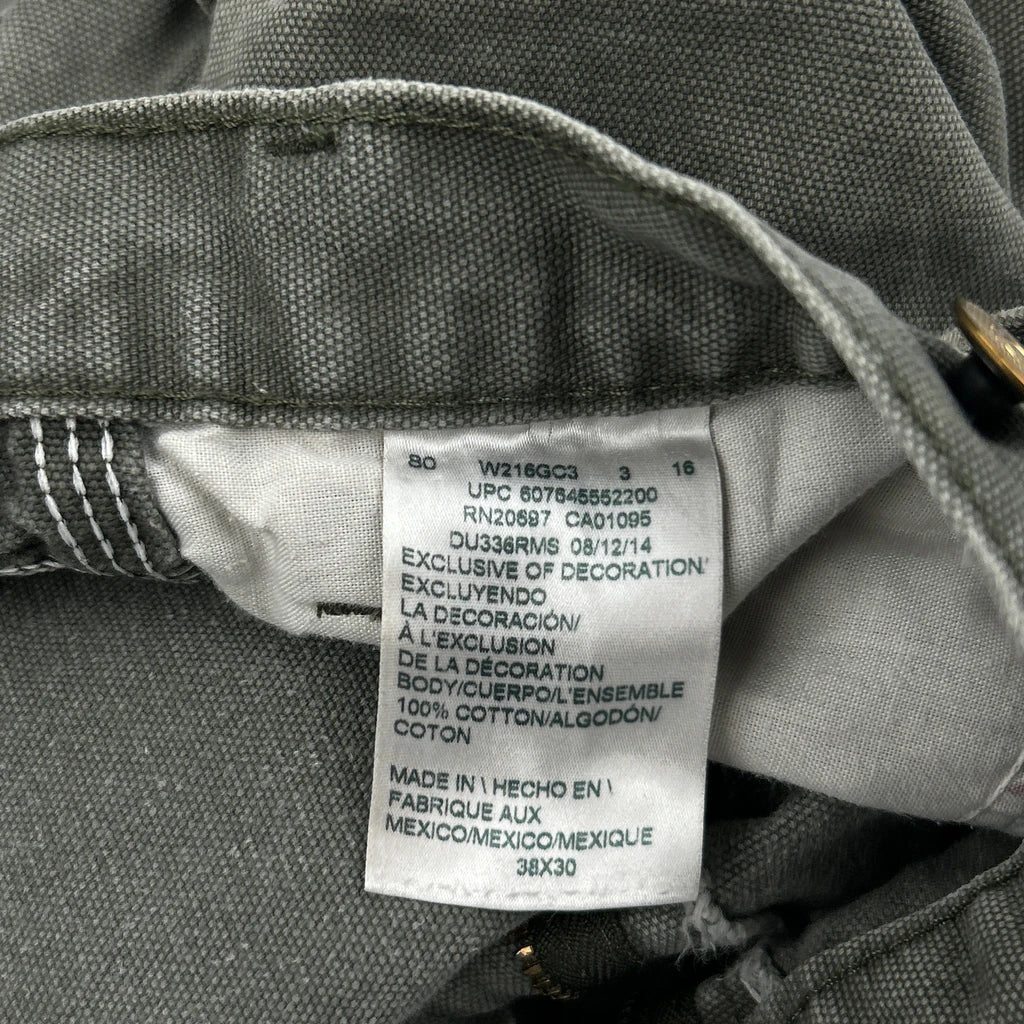 80 W216GC3 3 16
UPC 607645552200
RN20697 CA01095
DU336RMS 08/12/14
EXCLUSIVE OF DECORATION/
EXCLUYENDO
LA DECORACIÓN/
À L'EXCLUSION
DE LA DÉCORATION
BODY/CUERPO/L'ENSEMBLE
100% COTTON/ALGODÓN/
COTON
MADE IN \ HECHO EN \
FABRIQUE AUX
MEXICO/MEXICO/MEXIQUE
38X30